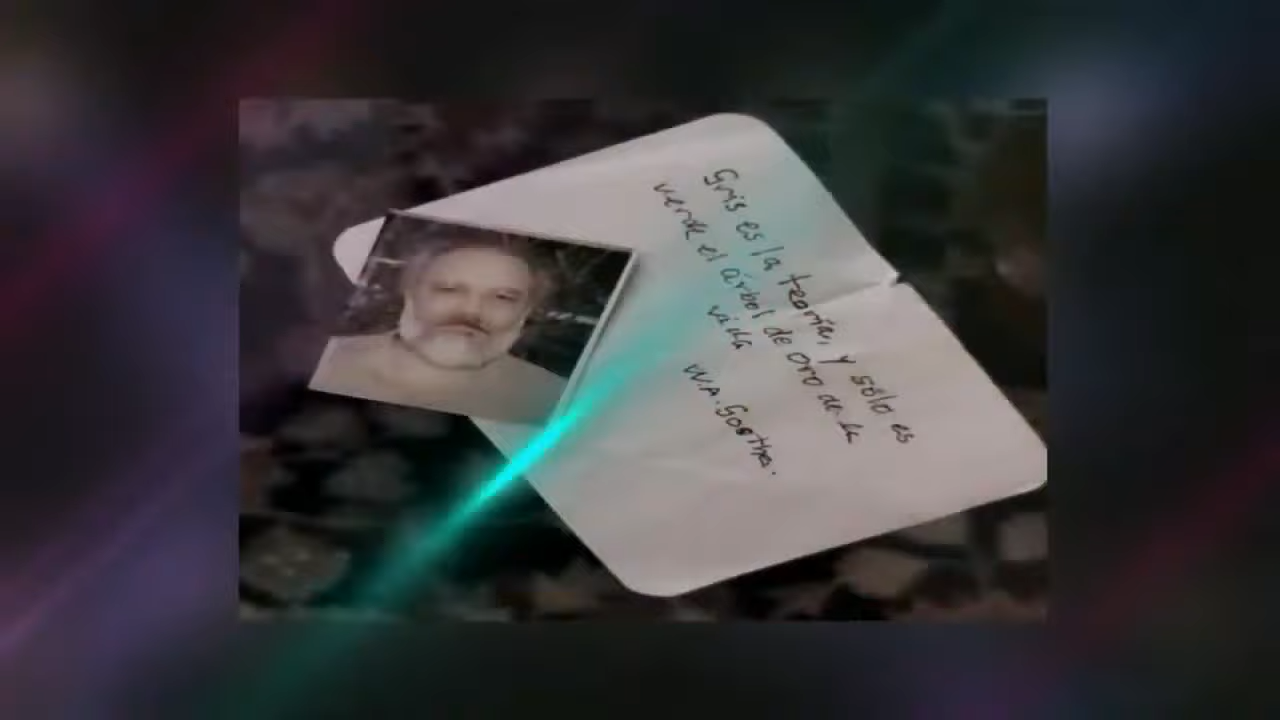 Gris es la teoría, y sólo es
verde el árbol de oro de la
vida
W.A. Goethe.